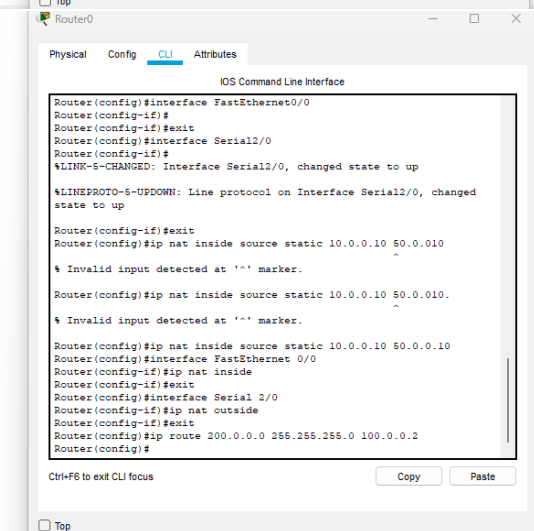 Top
Router0
Physical Config CLI Attributes
IOS Command Line Interface
Router(config)#interface FastEthernet0/0
Router(config-if)#
Router(config-if)#exit
Router(config)#interface Serial2/0
Router(config-if)#
%LINK-5-CHANGED: Interface Serial2/0, changed state to up
%LINEPROTO-5-UPDOWN: Line protocol on Interface Serial2/0, changed
state to up
Router(config-if)#exit
Router(config)#ip nat inside source static 10.0.0.10 50.0.010
^
% Invalid input detected at '^' marker.
Router(config)#ip nat inside source static 10.0.0.10 50.0.010.
^
% Invalid input detected at '^' marker.
Router(config)#ip nat inside source static 10.0.0.10 50.0.0.10
Router(config)#interface FastEthernet 0/0
Router(config-if)#ip nat inside
Router(config-if)#exit
Router(config)#interface Serial 2/0
Router(config-if)#ip nat outside
Router(config-if)#exit
Router(config)#ip route 200.0.0.0 255.255.255.0 100.0.0.2
Router(config)#
Ctrl+F6 to exit CLI focus
Copy Paste
Top